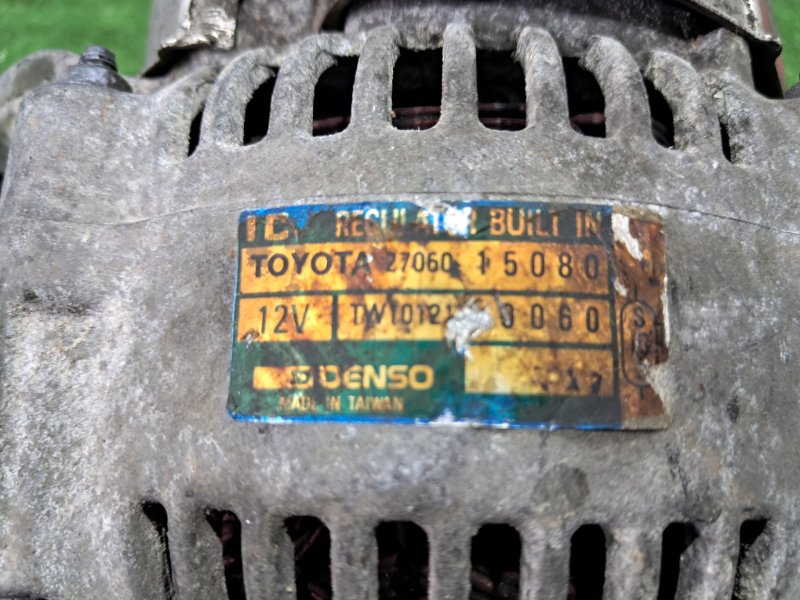 IC REGULATOR BUILT IN
TOYOTA 27060 15080
12V
DENSO
MADE IN TAIWAN